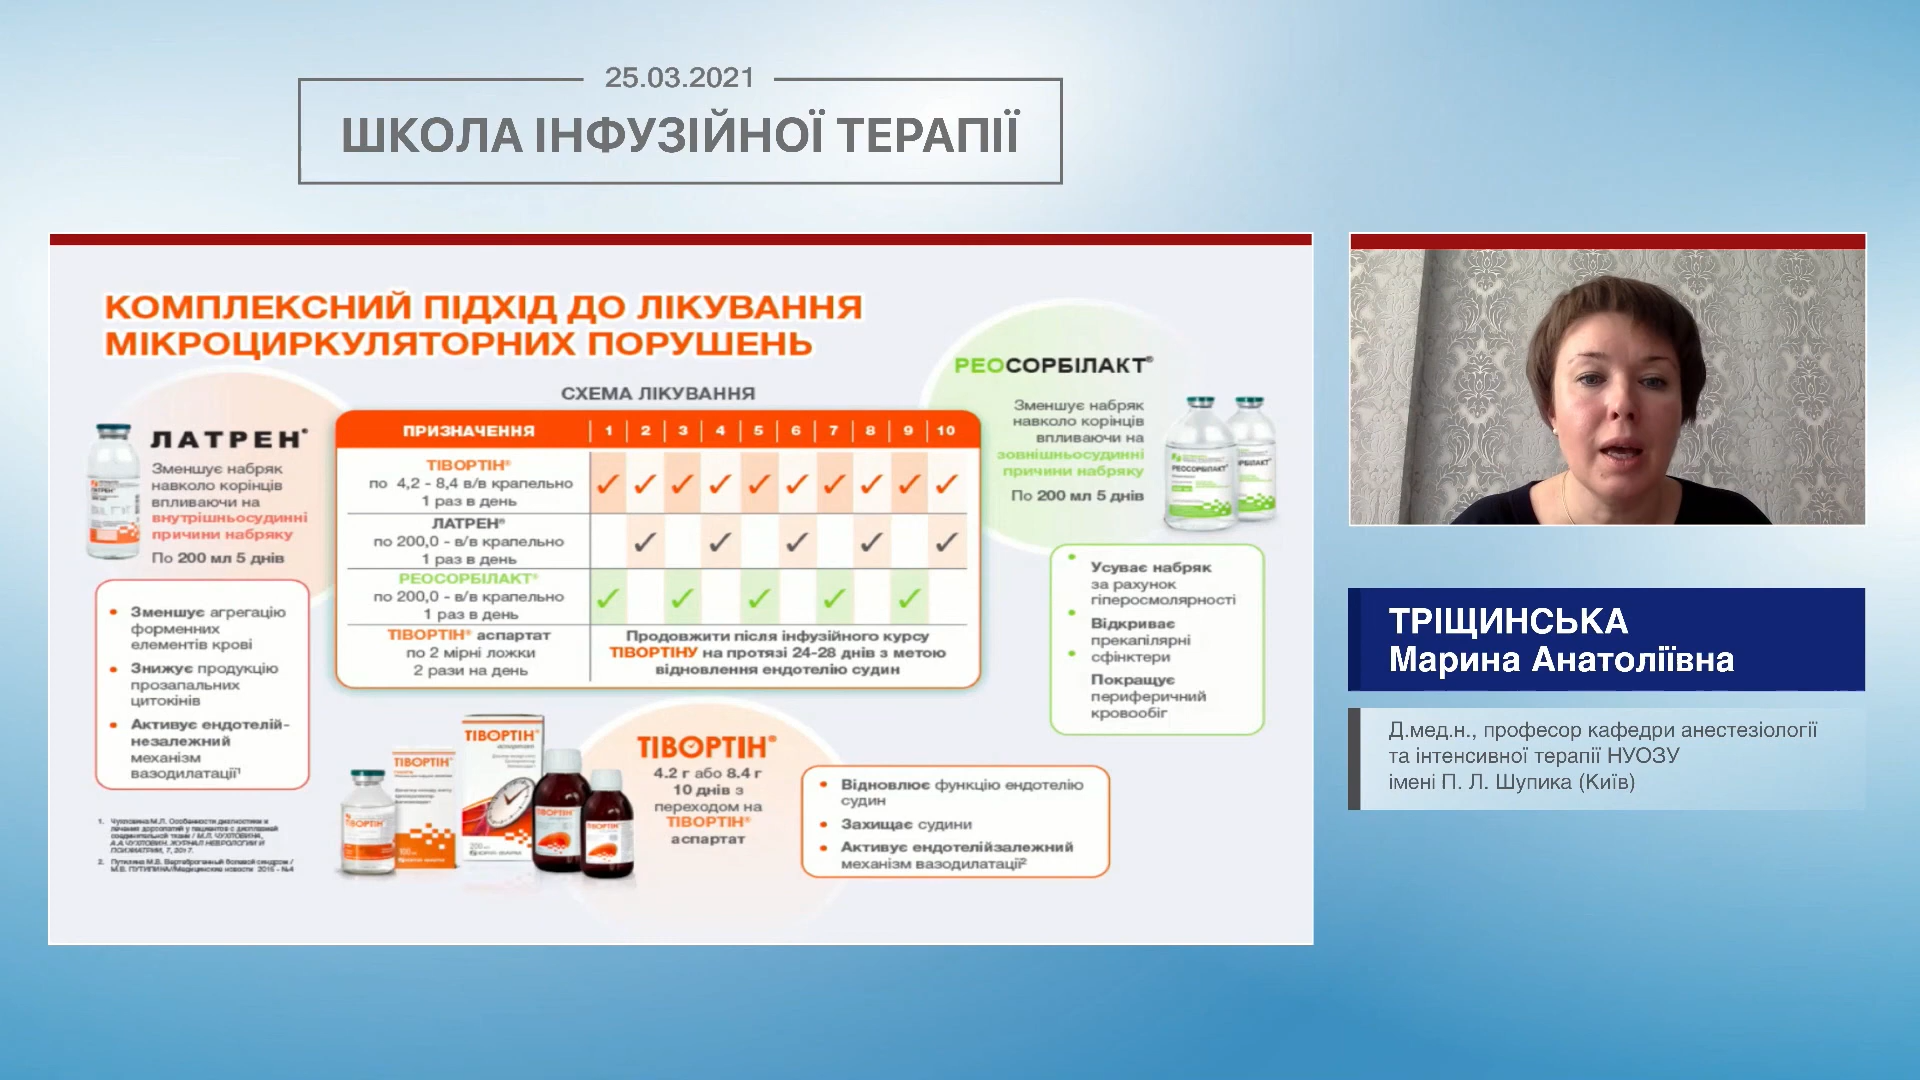 25.03.2021
ШКОЛА ІНФУЗІЙНОЇ ТЕРАПІЇ
КОМПЛЕКСНИЙ ПІДХІД ДО ЛІКУВАННЯ
МІКРОЦИРКУЛЯТОРНИХ ПОРУШЕНЬ
ЛАТРЕН®
Зменшує набряк
навколо корінців
впливаючи на
внутрішньосудинні
причини набряку
По 200 мл 5 днів
• Зменшує агрегацію
форменних
елементів крові
• Знижує продукцію
прозапальних
цитокінів
• Активує ендотелій-
незалежний
механізм
вазодилатації¹
СХЕМА ЛІКУВАННЯ
ПРИЗНАЧЕННЯ | 1 | 2 | 3 | 4 | 5 | 6 | 7 | 8 | 9 | 10
ТІВОРТІН®
по 4,2 - 8,4 в/в крапельно
1 раз в день
✓ ✓ ✓ ✓ ✓ ✓ ✓ ✓ ✓ ✓
ЛАТРЕН®
по 200,0 - в/в крапельно
1 раз в день
✓ ✓ ✓ ✓ ✓
РЕОСОРБІЛАКТ®
по 200,0 - в/в крапельно
1 раз в день
✓ ✓ ✓ ✓ ✓
ТІВОРТІН® аспартат
по 2 мірні ложки
2 рази на день
Продовжити після інфузійного курсу
ТІВОРТІНУ на протязі 24-28 днів з метою
відновлення ендотелію судин
РЕОСОРБІЛАКТ®
Зменшує набряк
навколо корінців
впливаючи на
зовнішньосудинні
причини набряку
По 200 мл 5 днів
РЕОСОРБІЛАКТ
• Усуває набряк
за рахунок
гіперосмолярності
• Відкриває
прекапілярні
сфінктери
• Покращує
периферичний
кровообіг
ТІВОРТІН
ТІВОРТІН
ТІВОРТІН
ТІВОРТІН®
4.2 г або 8.4 г
10 днів з
переходом на
ТІВОРТІН®
аспартат
• Відновлює функцію ендотелію
судин
• Захищає судини
• Активує ендотелійзалежний
механізм вазодилатації²
ТРІЩИНСЬКА
Марина Анатоліївна
Д.мед.н., професор кафедри анестезіології
та інтенсивної терапії НУОЗУ
імені П. Л. Шупика (Київ)